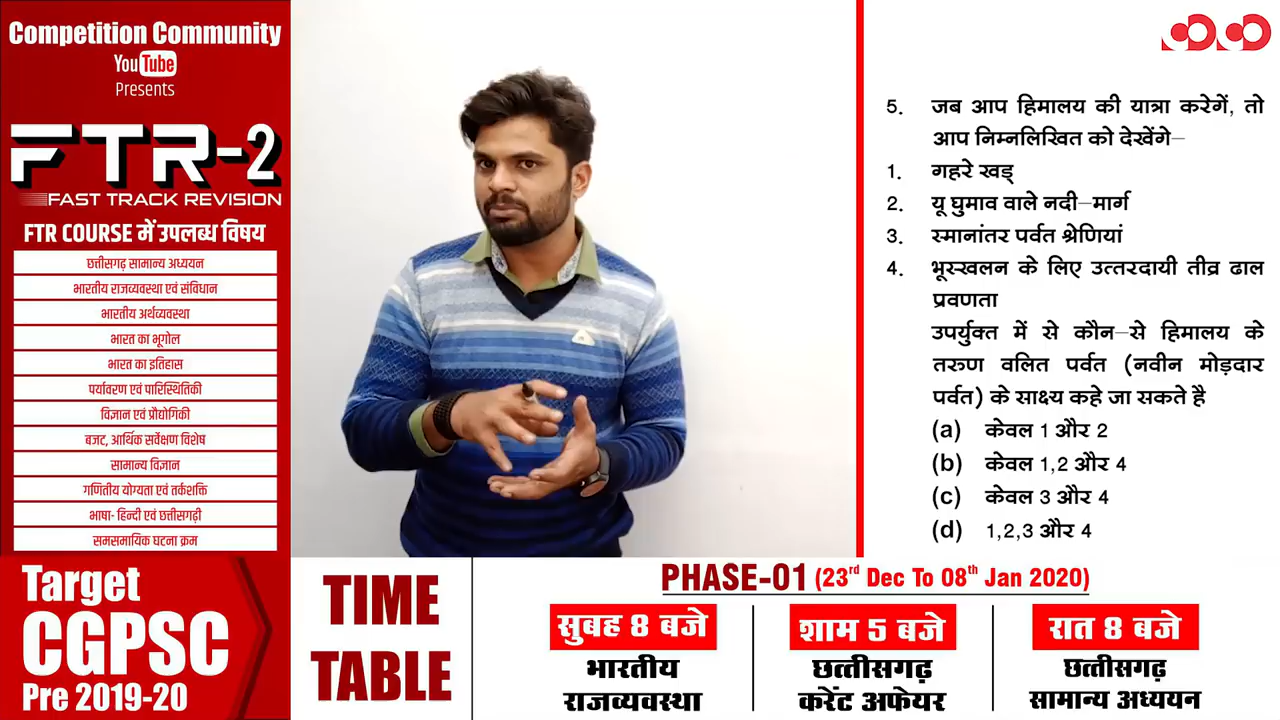 Competition Community
YouTube
Presents
FTR-2
FAST TRACK REVISION
FTR COURSE में उपलब्ध विषय
छत्तीसगढ़ सामान्य अध्ययन
भारतीय राजव्यवस्था एवं संविधान
भारतीय अर्थव्यवस्था
भारत का भूगोल
भारत का इतिहास
पर्यावरण एवं पारिस्थितिकी
विज्ञान एवं प्रौद्योगिकी
बजट, आर्थिक सर्वेक्षण विशेष
सामान्य विज्ञान
गणितीय योग्यता एवं तर्कशक्ति
भाषा- हिन्दी एवं छत्तीसगढ़ी
समसमायिक घटना क्रम
Target
CGPSC
Pre 2019-20
5. जब आप हिमालय की यात्रा करेगें, तो
आप निम्नलिखित को देखेंगे–
1. गहरे खड्
2. यू घुमाव वाले नदी–मार्ग
3. स्मानांतर पर्वत श्रेणियां
4. भूस्खलन के लिए उत्तरदायी तीव्र ढाल
प्रवणता
उपर्युक्त में से कौन–से हिमालय के
तरुण वलित पर्वत (नवीन मोड़दार
पर्वत) के साक्ष्य कहे जा सकते है
(a) केवल 1 और 2
(b) केवल 1,2 और 4
(c) केवल 3 और 4
(d) 1,2,3 और 4
TIME
TABLE
PHASE-01 (23rd Dec To 08th Jan 2020)
सुबह 8 बजे
भारतीय
राजव्यवस्था
शाम 5 बजे
छत्तीसगढ़
करेंट अफेयर
रात 8 बजे
छत्तीसगढ़
सामान्य अध्ययन